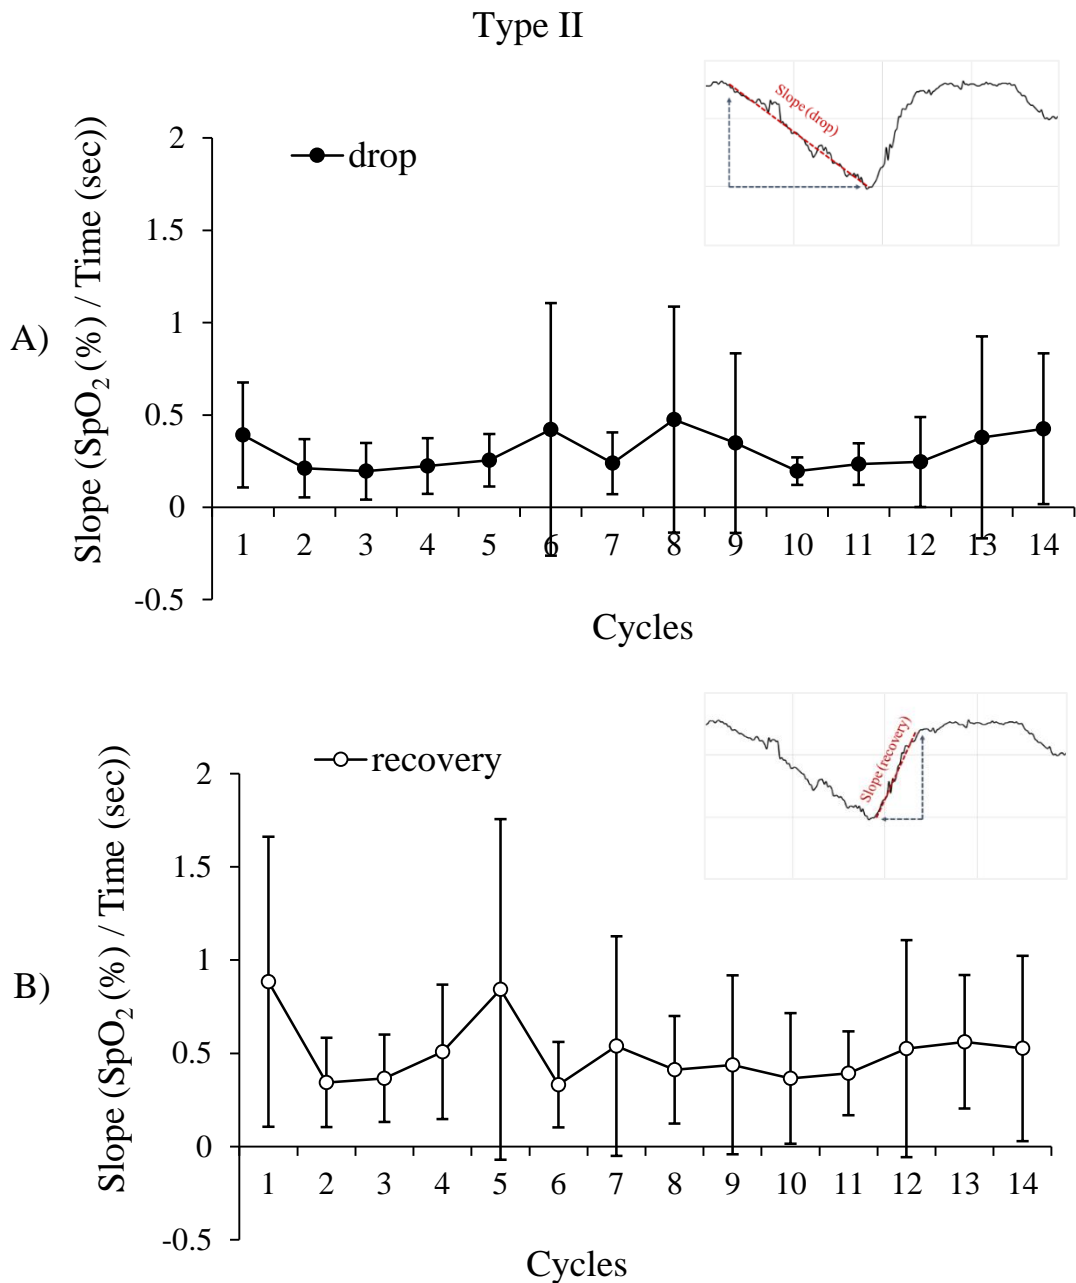 Type II
A)
Slope (SpO₂ (%) / Time (sec))
2
1.5
1
0.5
0
-0.5
drop
Slope (drop)
1 2 3 4 5 6 7 8 9 10 11 12 13 14
Cycles
B)
Slope (SpO₂ (%) / Time (sec))
2
1.5
1
0.5
0
-0.5
recovery
Slope (recovery)
1 2 3 4 5 6 7 8 9 10 11 12 13 14
Cycles